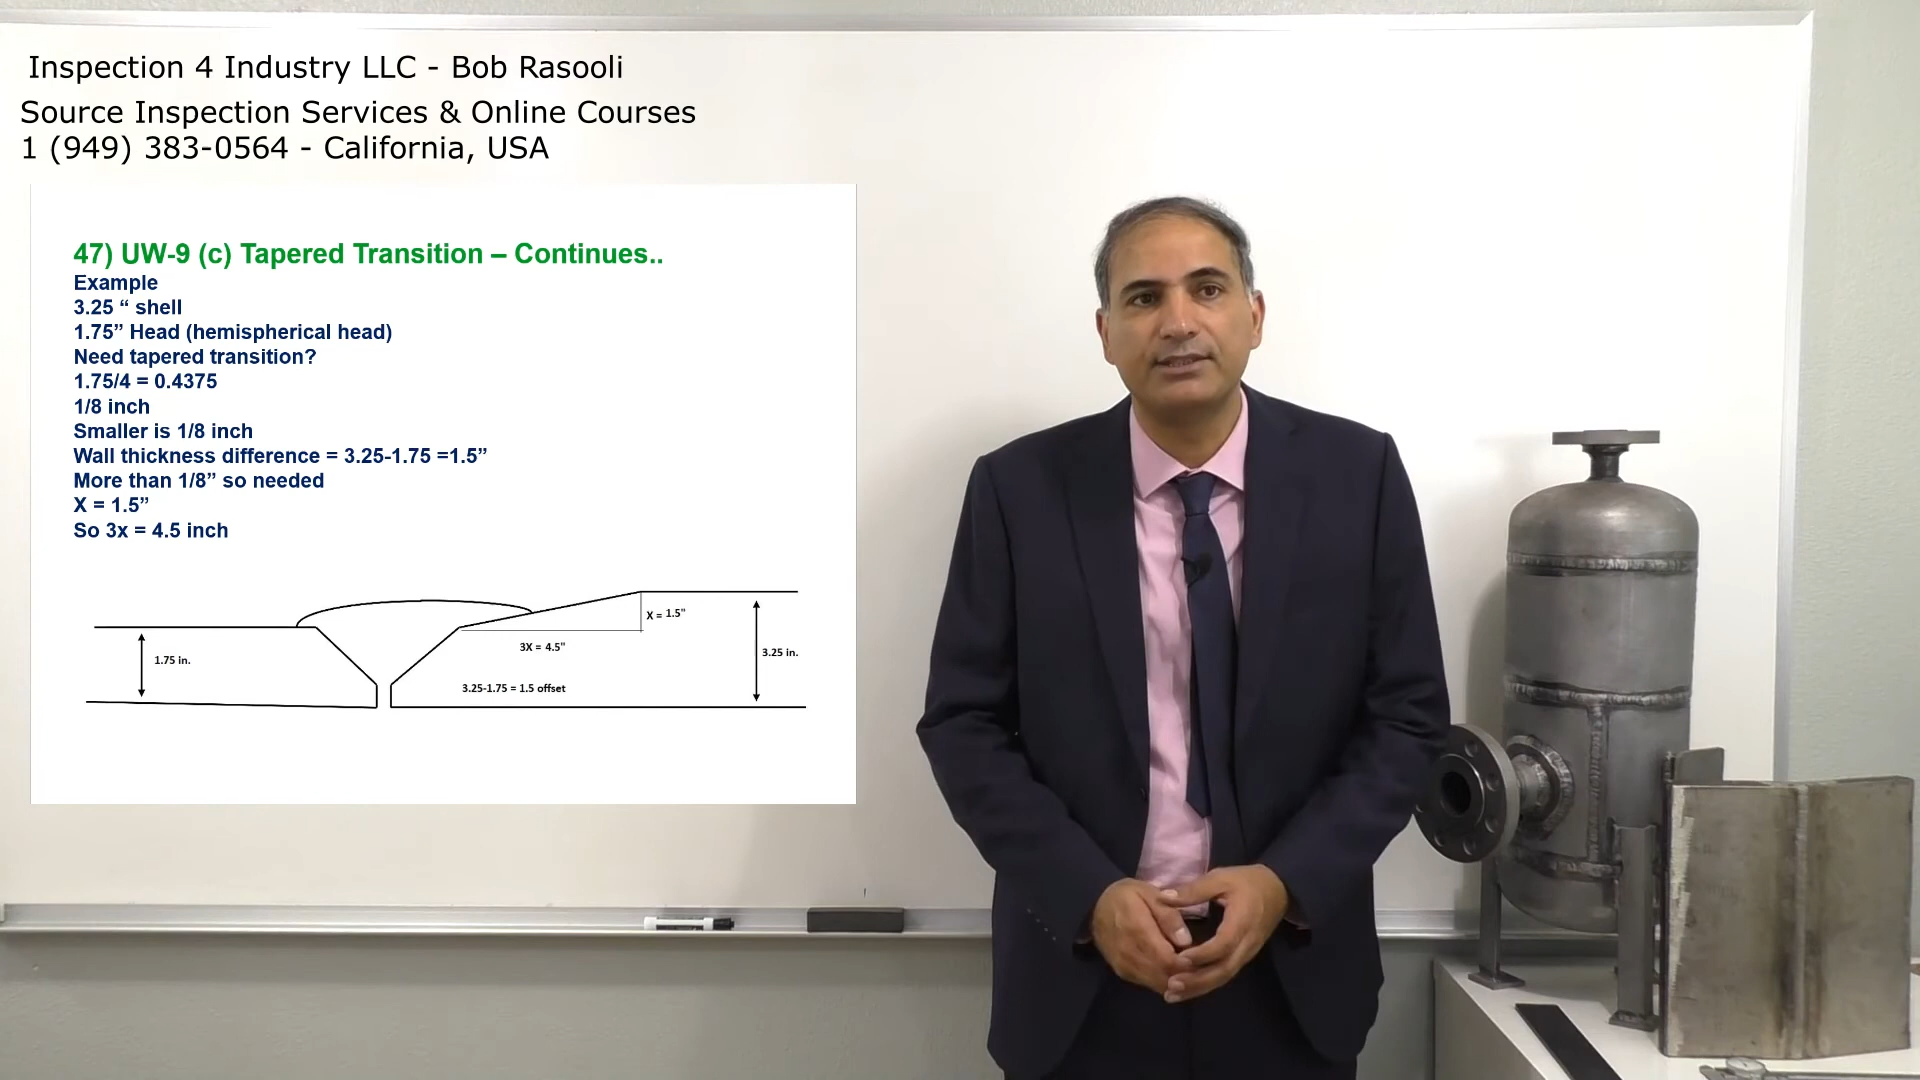 Inspection 4 Industry LLC - Bob Rasooli
Source Inspection Services & Online Courses
1 (949) 383-0564 - California, USA
47) UW-9 (c) Tapered Transition – Continues..
Example
3.25 “ shell
1.75” Head (hemispherical head)
Need tapered transition?
1.75/4 = 0.4375
1/8 inch
Smaller is 1/8 inch
Wall thickness difference = 3.25-1.75 =1.5”
More than 1/8” so needed
X = 1.5”
So 3x = 4.5 inch
X = 1.5"
3X = 4.5"
1.75 in.
3.25 in.
3.25-1.75 = 1.5 offset